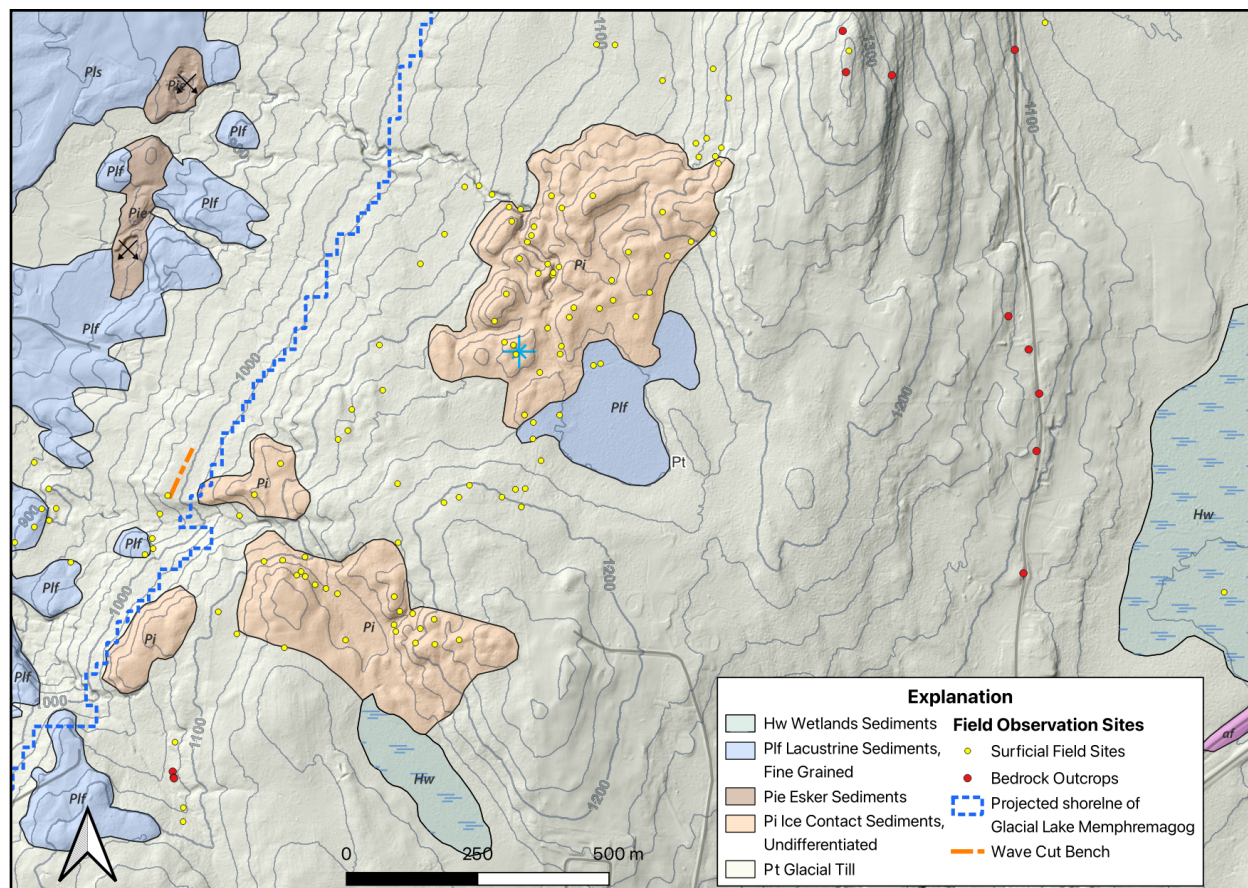 1100
1300
Pls
Pie
Plf
1100
Plf
Plf
Pie
Pi
Plf
1000
1200
Plf
Pt
Pi
900
Hw
Plf
Plf
1200
1000
Pi
Pi
Plf
1000
1100
Hw
1200
Plf
af
Explanation
Hw Wetlands Sediments
Plf Lacustrine Sediments,
Fine Grained
Pie Esker Sediments
Pi Ice Contact Sediments,
Undifferentiated
Pt Glacial Till
Field Observation Sites
Surficial Field Sites
Bedrock Outcrops
Projected shorelne of
Glacial Lake Memphremagog
Wave Cut Bench
0
250
500 m